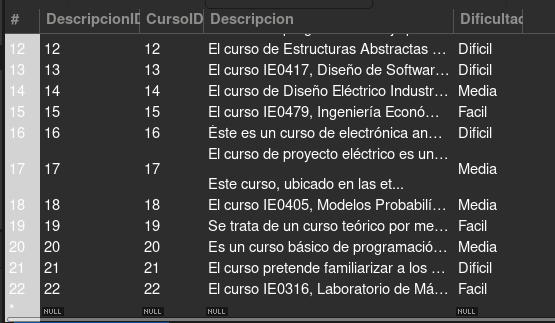 # DescripcionID CursoID Descripcion Dificultad
12 12 12 El curso de Estructuras Abstractas ... Dificil
13 13 13 El curso IE0417, Diseño de Softwar... Dificil
14 14 14 El curso de Diseño Eléctrico Industr... Media
15 15 15 El curso IE0479, Ingeniería Econó... Facil
16 16 16 Éste es un curso de electrónica an... Dificil
El curso de proyecto eléctrico es un...
17 17 17 Media
Este curso, ubicado en las et...
18 18 18 El curso IE0405, Modelos Probabilí... Media
19 19 19 Se trata de un curso teórico por me... Facil
20 20 20 Es un curso básico de programació... Media
21 21 21 El curso pretende familiarizar a los ... Dificil
22 22 22 El curso IE0316, Laboratorio de Má... Facil
* NULL NULL NULL NULL